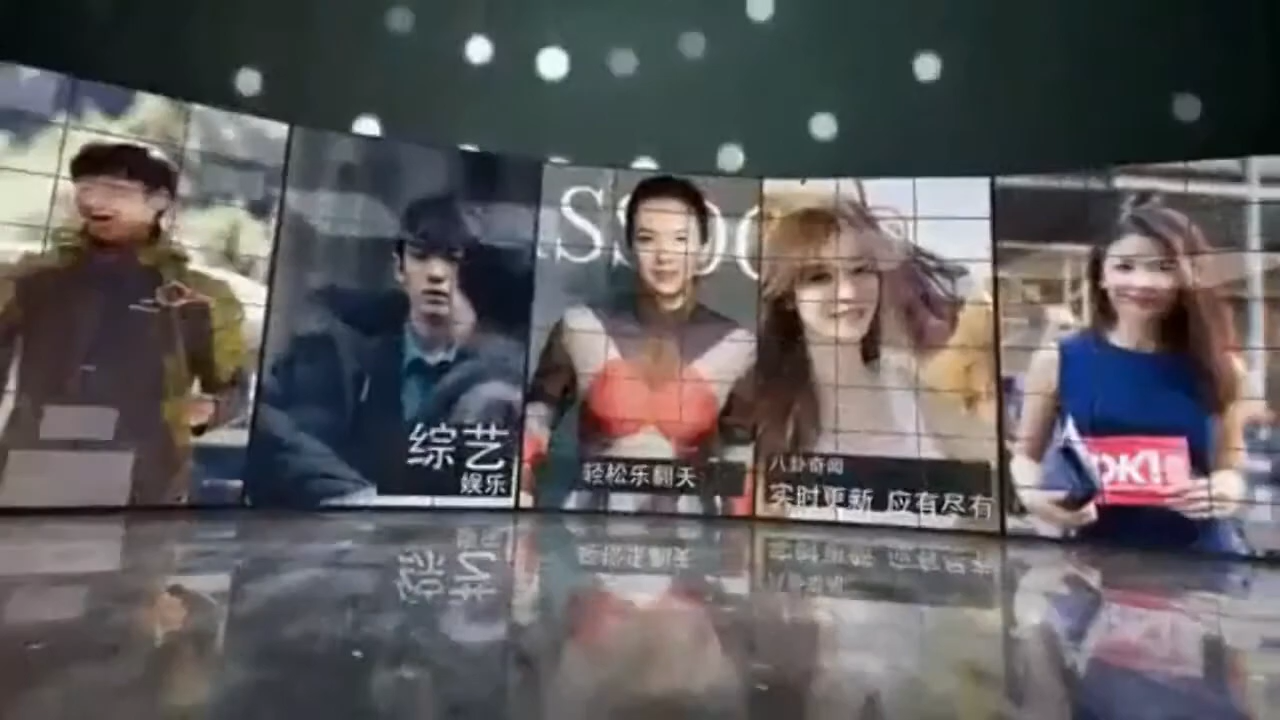 综艺
娱乐
轻松乐翻天
八卦奇闻
实时更新 应有尽有
OK!